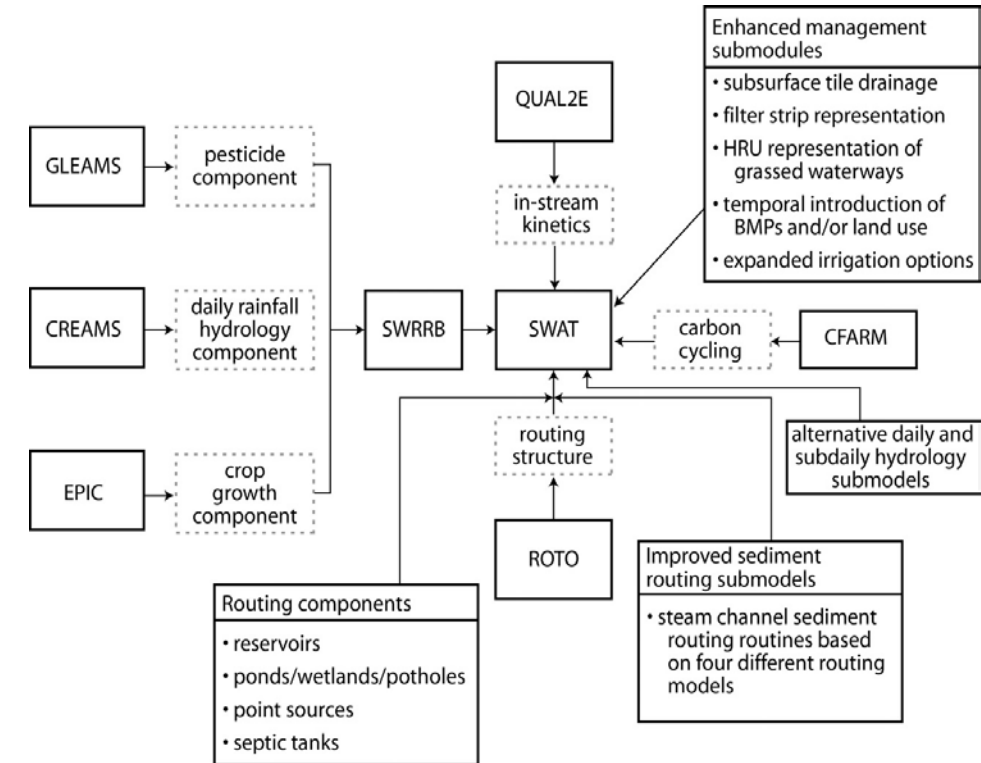 Enhanced management
submodules
• subsurface tile drainage
• filter strip representation
• HRU representation of
grassed waterways
• temporal introduction of
BMPs and/or land use
• expanded irrigation options
QUAL2E
in-stream
kinetics
GLEAMS
pesticide
component
CREAMS
daily rainfall
hydrology
component
SWRRB
SWAT
carbon
cycling
CFARM
EPIC
crop
growth
component
routing
structure
ROTO
alternative daily and
subdaily hydrology
submodels
Improved sediment
routing submodels
• steam channel sediment
routing routines based
on four different routing
models
Routing components
• reservoirs
• ponds/wetlands/potholes
• point sources
• septic tanks